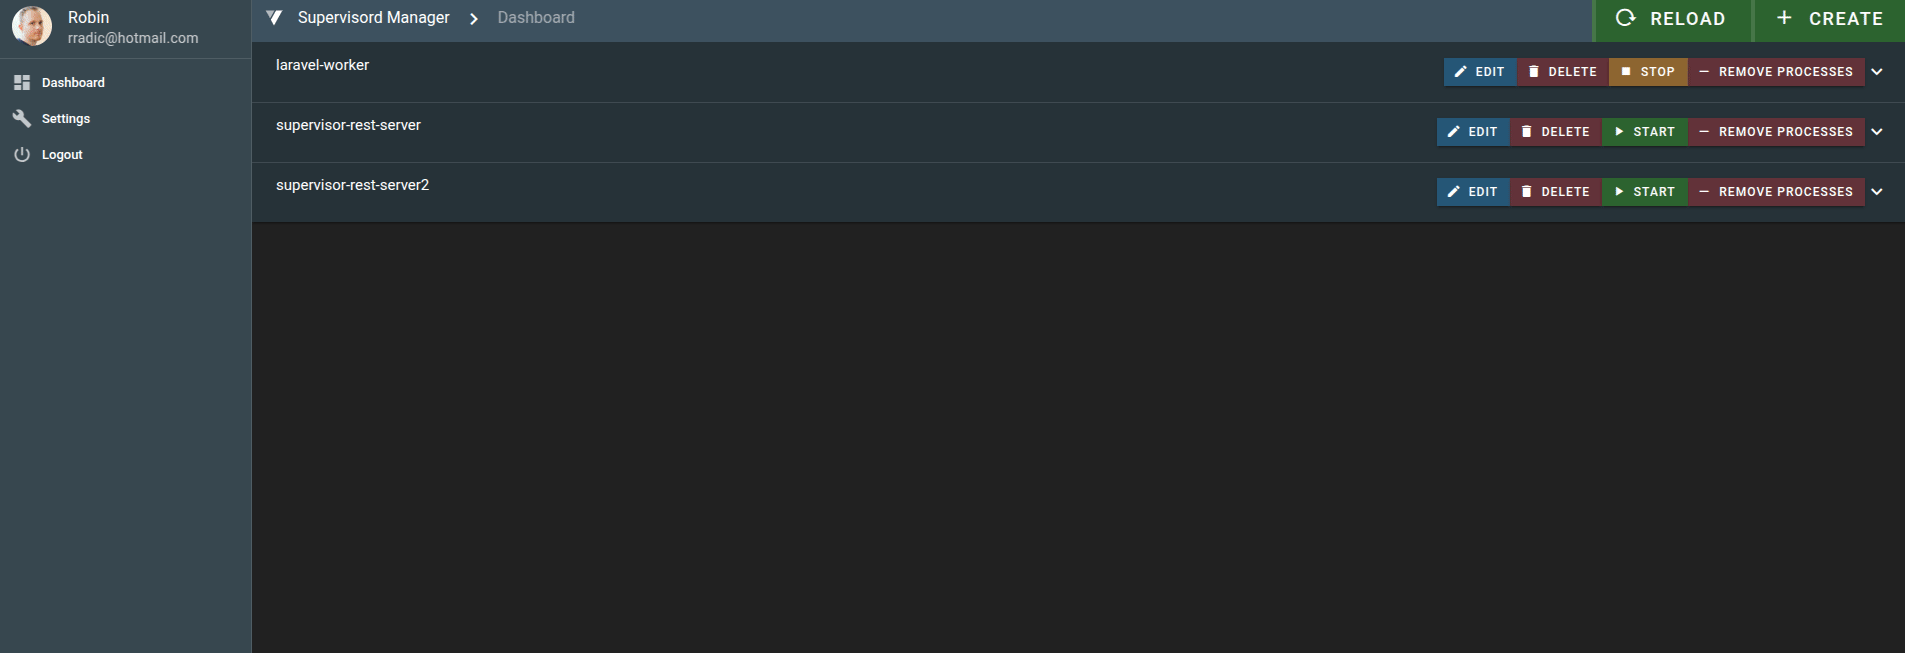 Robin
rradic@hotmail.com
Dashboard
Settings
Logout
Supervisord Manager Dashboard RELOAD CREATE
laravel-worker EDIT DELETE STOP REMOVE PROCESSES
supervisor-rest-server EDIT DELETE START REMOVE PROCESSES
supervisor-rest-server2 EDIT DELETE START REMOVE PROCESSES